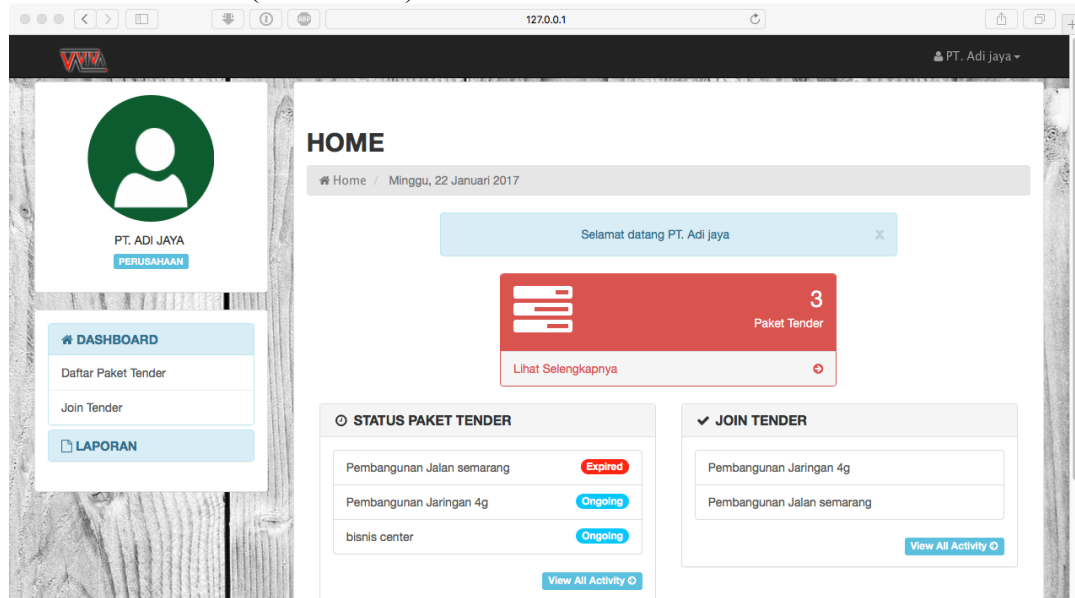 127.0.0.1
ABP
VVIVA
PT. Adi jaya
PT. ADI JAYA
PERUSAHAAN
DASHBOARD
Daftar Paket Tender
Join Tender
LAPORAN
HOME
Home / Minggu, 22 Januari 2017
Selamat datang PT. Adi jaya x
3
Paket Tender
Lihat Selengkapnya
STATUS PAKET TENDER
Pembangunan Jalan semarang Expired
Pembangunan Jaringan 4g Ongoing
bisnis center Ongoing
View All Activity
JOIN TENDER
Pembangunan Jaringan 4g
Pembangunan Jalan semarang
View All Activity